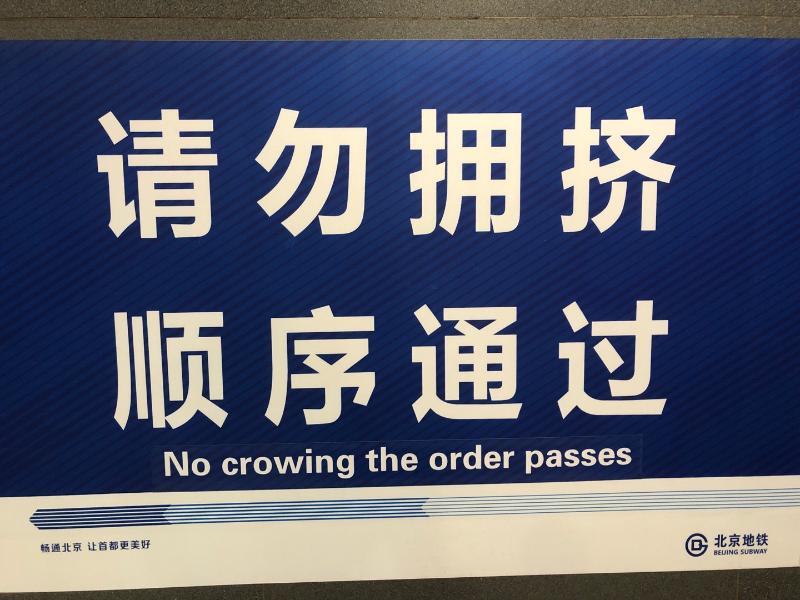 请勿拥挤
顺序通过
No crowing the order passes
畅通北京 让首都更美好
北京地铁
BEIJING SUBWAY